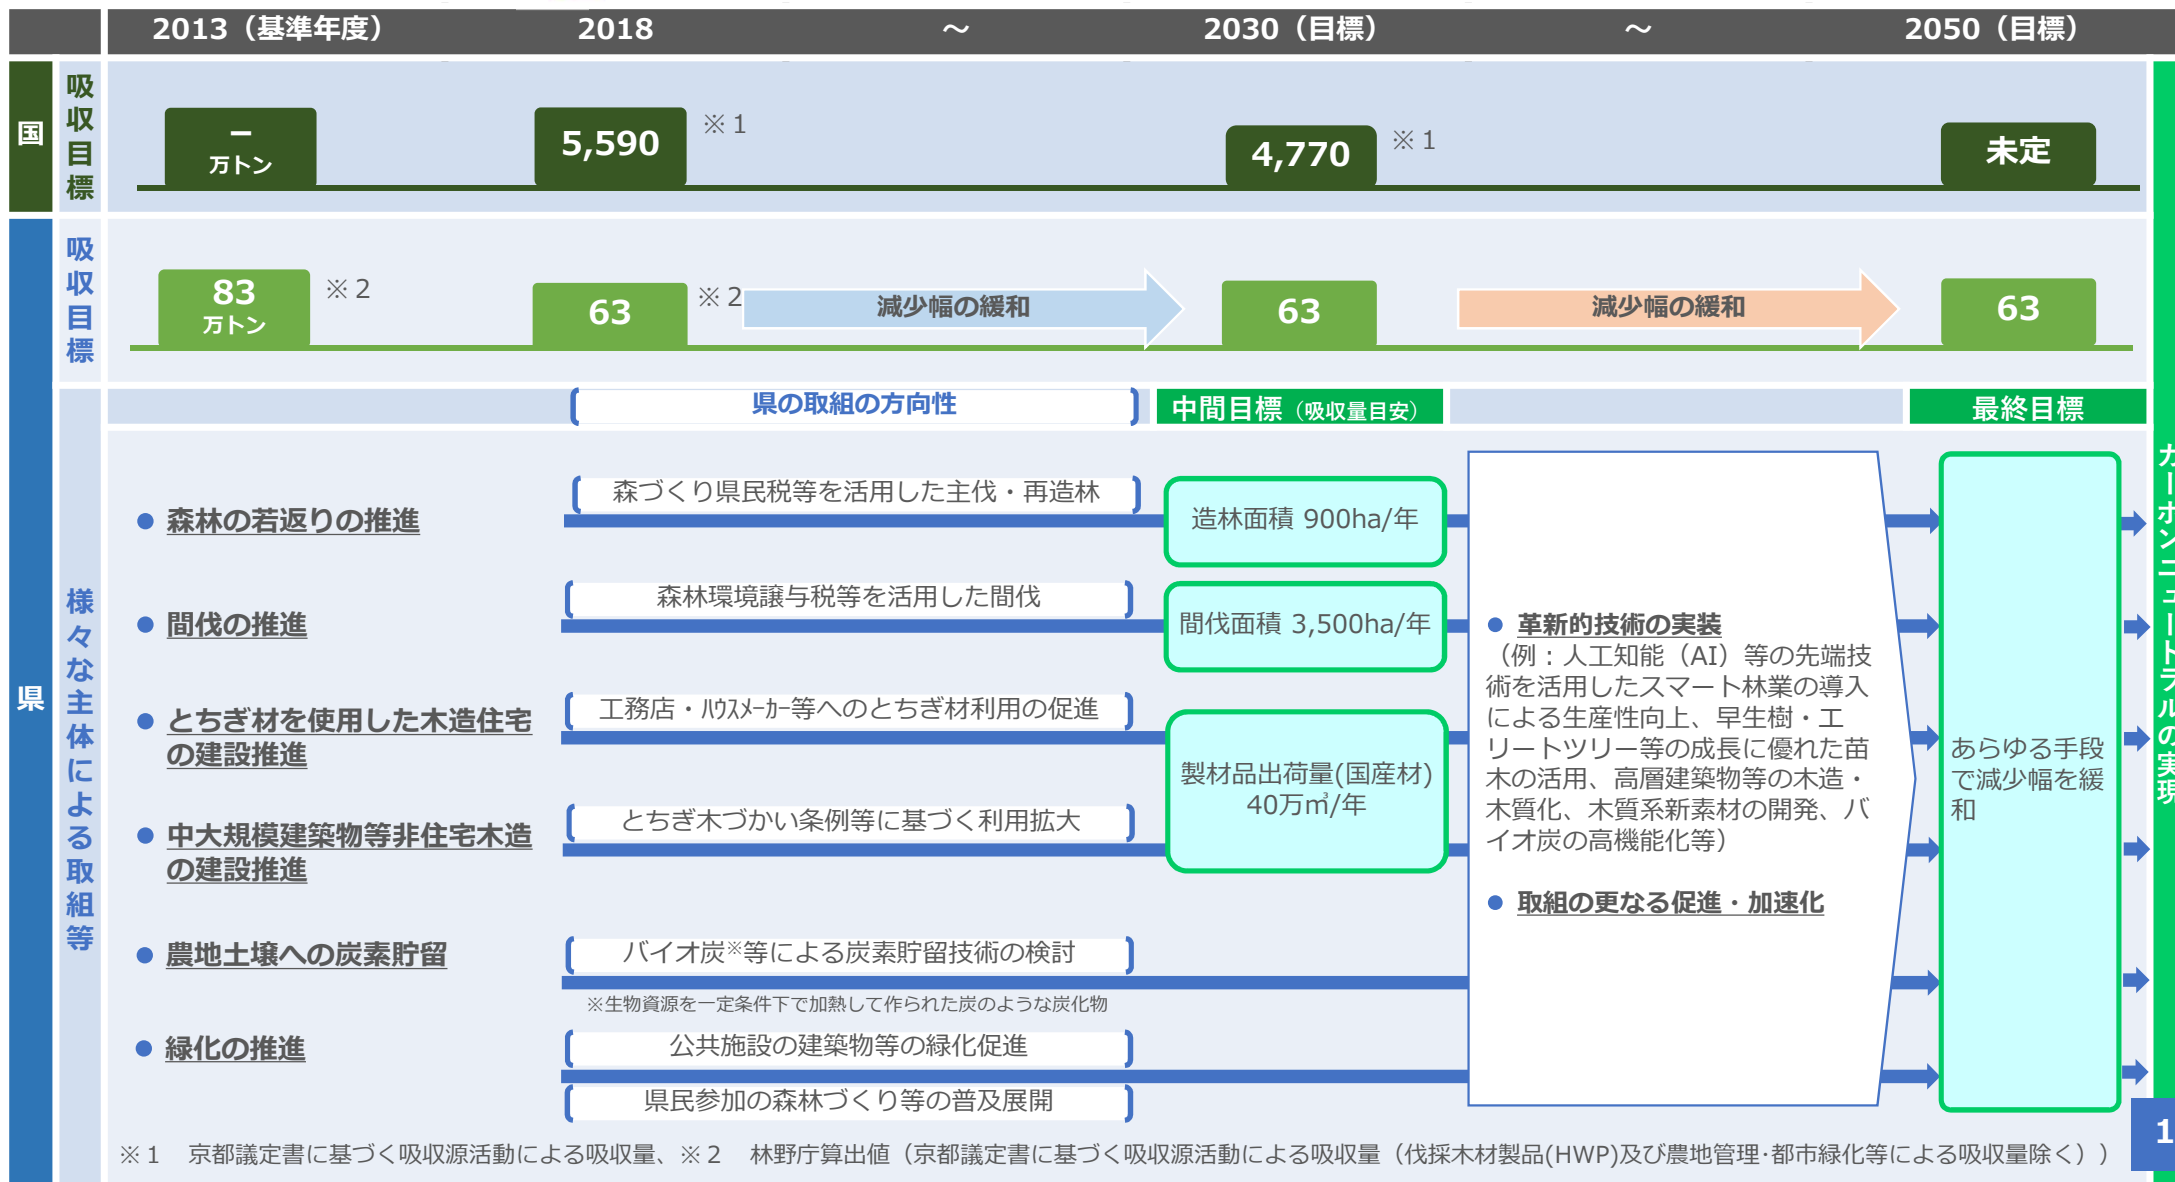 2013（基準年度） 2018 ～ 2030（目標） ～ 2050（目標）
国
吸収目標
－
万トン
5,590
※１
4,770
※１
未定
県
吸収目標
83
万トン
※２
63
※２
減少幅の緩和
63
減少幅の緩和
63
様々な主体による取組等
県の取組の方向性
中間目標（吸収量目安）
最終目標
● 森林の若返りの推進
森づくり県民税等を活用した主伐・再造林
造林面積 900ha/年
● 間伐の推進
森林環境譲与税等を活用した間伐
間伐面積 3,500ha/年
● とちぎ材を使用した木造住宅
の建設推進
工務店・ﾊｳｽﾒｰｶｰ等へのとちぎ材利用の促進
● 中大規模建築物等非住宅木造
の建設推進
とちぎ木づかい条例等に基づく利用拡大
製材品出荷量(国産材)
40万㎥/年
● 農地土壌への炭素貯留
バイオ炭※等による炭素貯留技術の検討
※生物資源を一定条件下で加熱して作られた炭のような炭化物
● 緑化の推進
公共施設の建築物等の緑化促進
県民参加の森林づくり等の普及展開
● 革新的技術の実装
（例：人工知能（AI）等の先端技
術を活用したスマート林業の導入
による生産性向上、早生樹・エ
リートツリー等の成長に優れた苗
木の活用、高層建築物等の木造・
木質化、木質系新素材の開発、バ
イオ炭の高機能化等）
● 取組の更なる促進・加速化
あらゆる手段
で減少幅を緩
和
カーボンニュートラルの実現
1
※１　京都議定書に基づく吸収源活動による吸収量、※２　林野庁算出値（京都議定書に基づく吸収源活動による吸収量（伐採木材製品(HWP)及び農地管理･都市緑化等による吸収量除く））